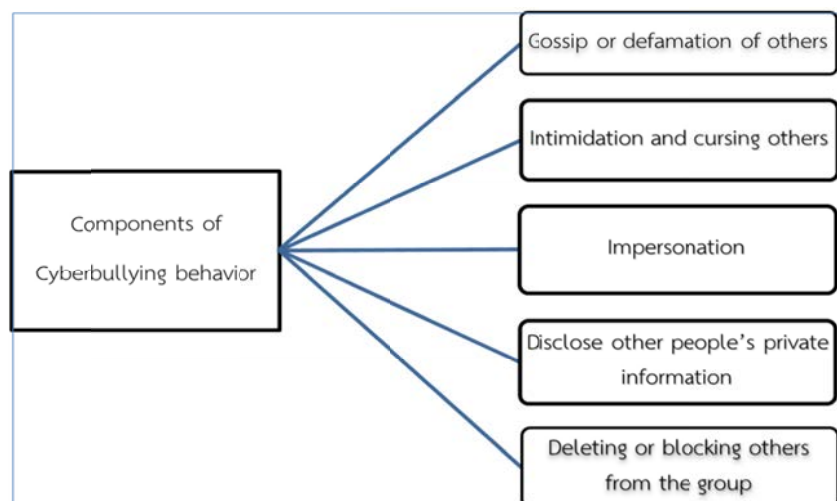 Components of
Cyberbullying behavior
Gossip or defamation of others
Intimidation and cursing others
Impersonation
Disclose other people's private
information
Deleting or blocking others
from the group